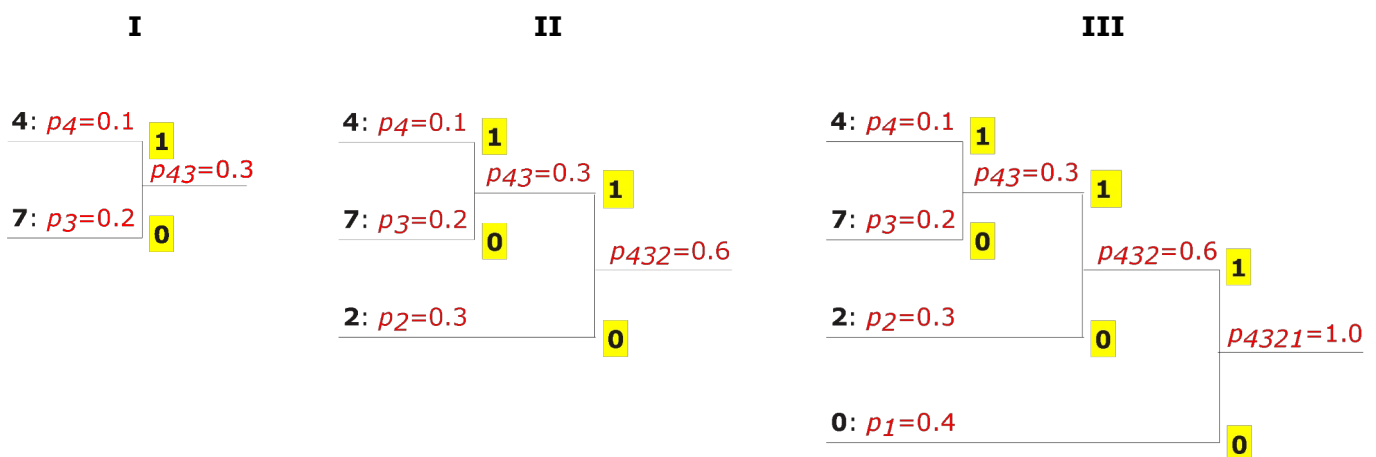 I
4: p4=0.1
1
p43=0.3
7: p3=0.2
0
II
4: p4=0.1
1
p43=0.3
1
7: p3=0.2
0
p432=0.6
2: p2=0.3
0
III
4: p4=0.1
1
p43=0.3
1
7: p3=0.2
0
p432=0.6
1
2: p2=0.3
0
p4321=1.0
0: p1=0.4
0